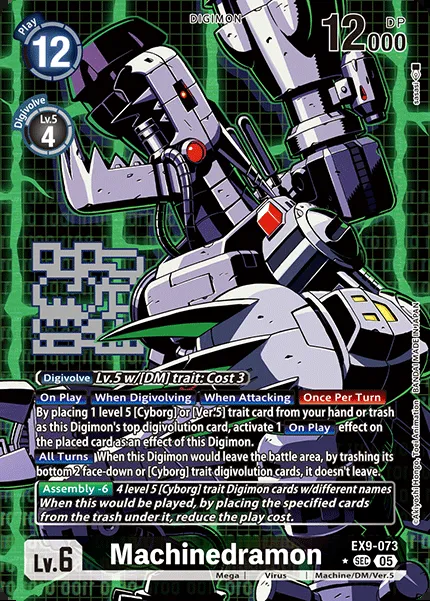 DIGIMON
Play
12
12000
DP
Digivolve
Lv.5
4
sasasi
Digivolve Lv.5 w/[DM] trait: Cost 3
On Play When Digivolving When Attacking Once Per Turn
By placing 1 level 5 [Cyborg] or [Ver.5] trait card from your hand or trash
as this Digimon's top digivolution card, activate 1 On Play effect on
the placed card as an effect of this Digimon.
All Turns When this Digimon would leave the battle area, by trashing its
bottom 2 face-down or [Cyborg] trait digivolution cards, it doesn't leave.
Assembly -6 4 level 5 [Cyborg] trait Digimon cards w/different names
When this would be played, by placing the specified cards
from the trash under it, reduce the play cost.
©Akiyoshi Hongo, Toei Animation BANDAI MADE IN JAPAN
Lv.6
Machinedramon
EX9-073
SEC 05
Mega
Virus
Machine/DM/Ver.5